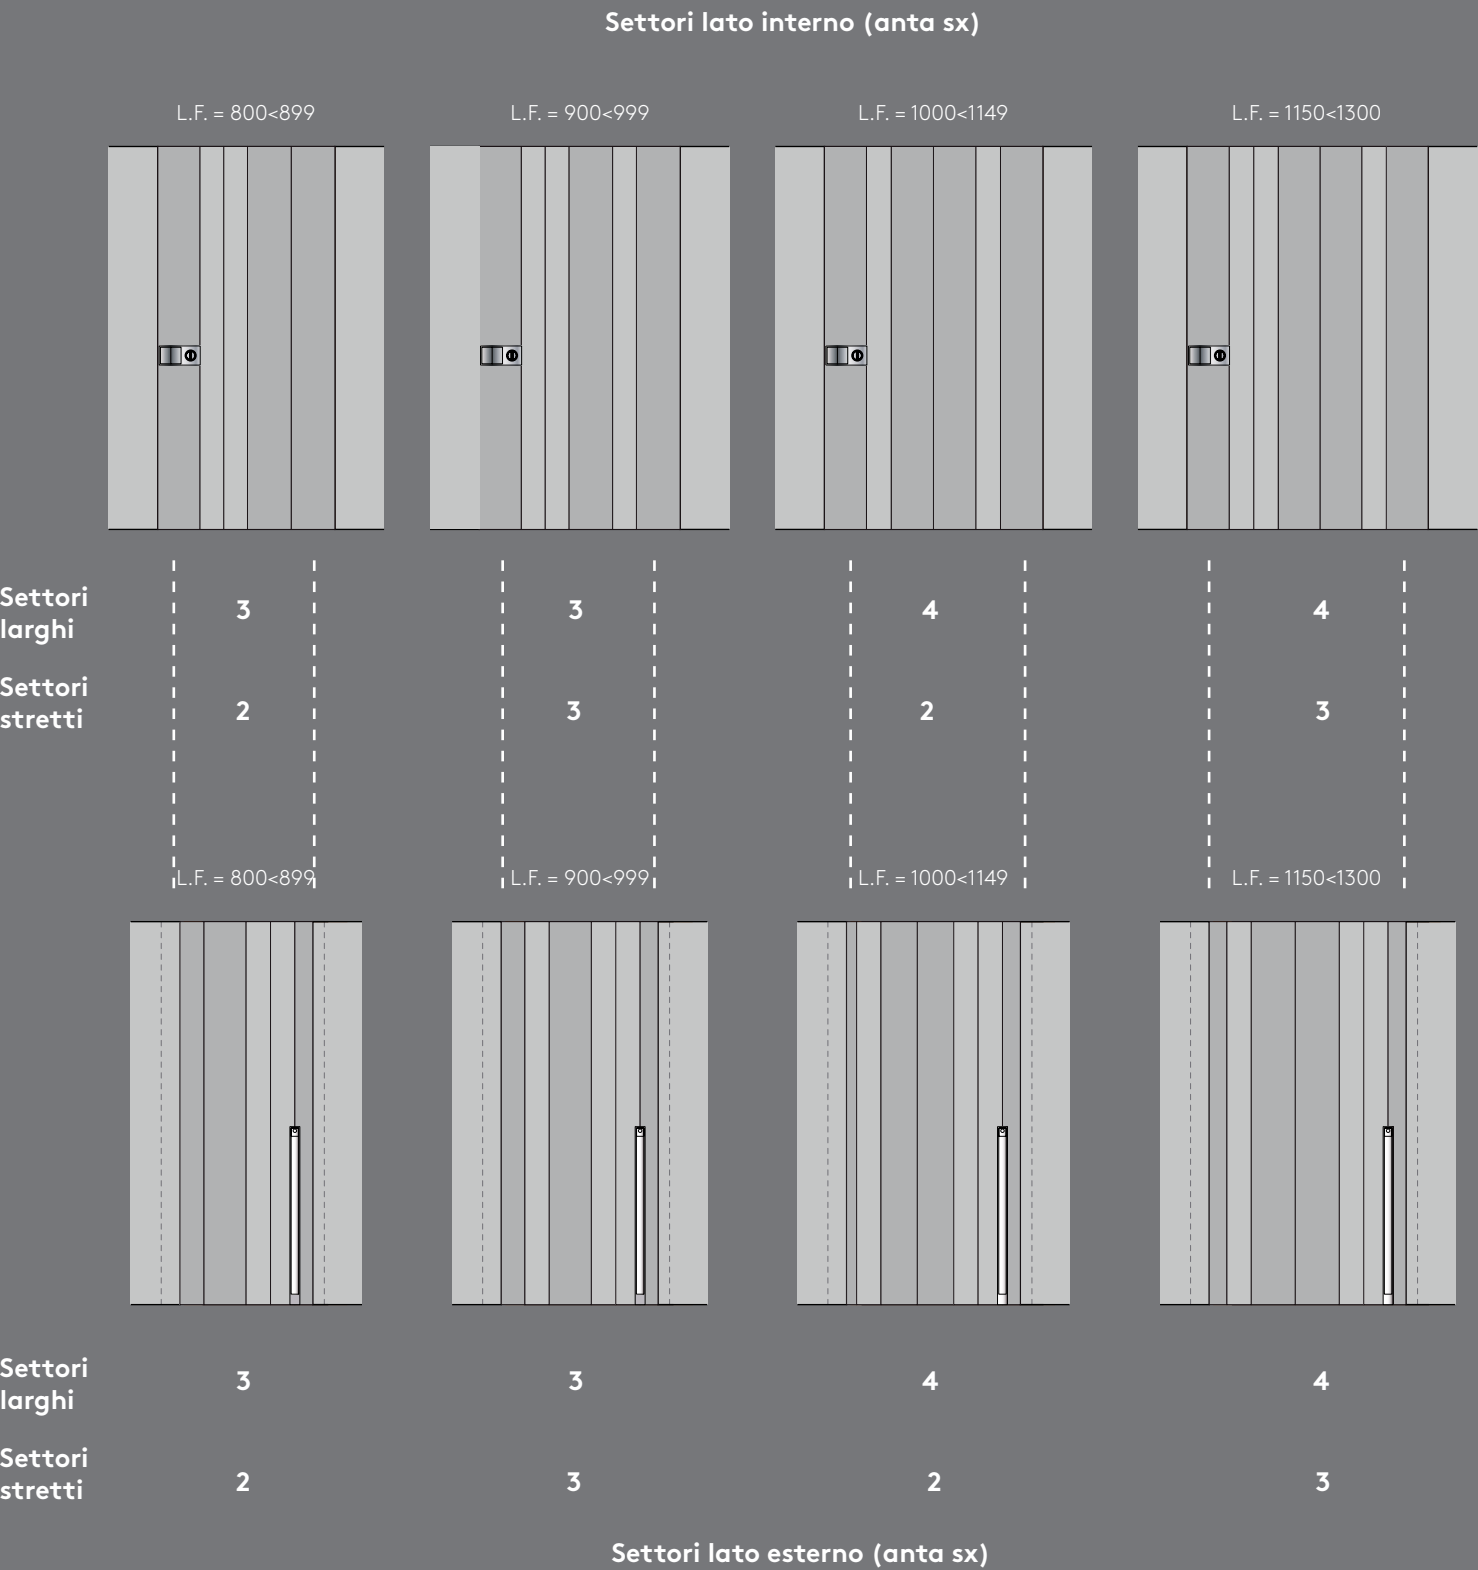 Settori lato interno (anta sx)
L.F. = 800<899 L.F. = 900<999 L.F. = 1000<1149 L.F. = 1150<1300
Settori
larghi
3 3 4 4
Settori
stretti
2 3 2 3
L.F. = 800<899 L.F. = 900<999 L.F. = 1000<1149 L.F. = 1150<1300
Settori
larghi
3 3 4 4
Settori
stretti
2 3 2 3
Settori lato esterno (anta sx)